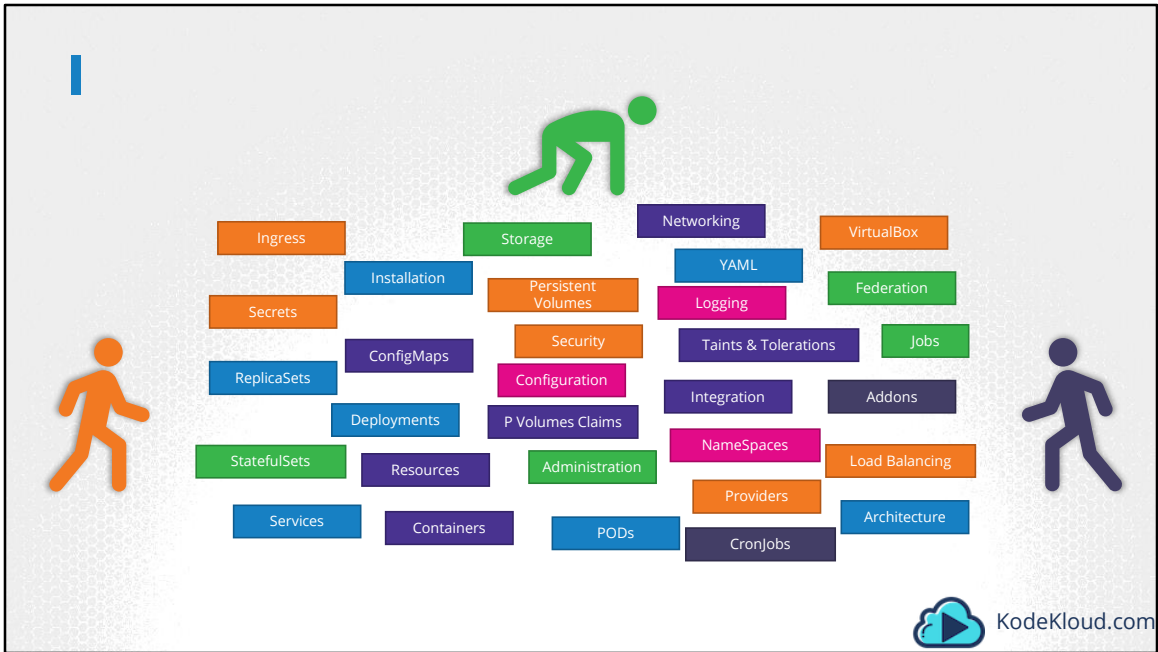 Networking
Ingress
Storage
VirtualBox
YAML
Installation
Persistent
Volumes
Federation
Logging
Secrets
Security
Taints & Tolerations
Jobs
ConfigMaps
ReplicaSets
Configuration
Integration
Addons
Deployments
P Volumes Claims
NameSpaces
StatefulSets
Resources
Administration
Load Balancing
Providers
Services
Containers
PODs
Architecture
CronJobs
KodeKloud.com